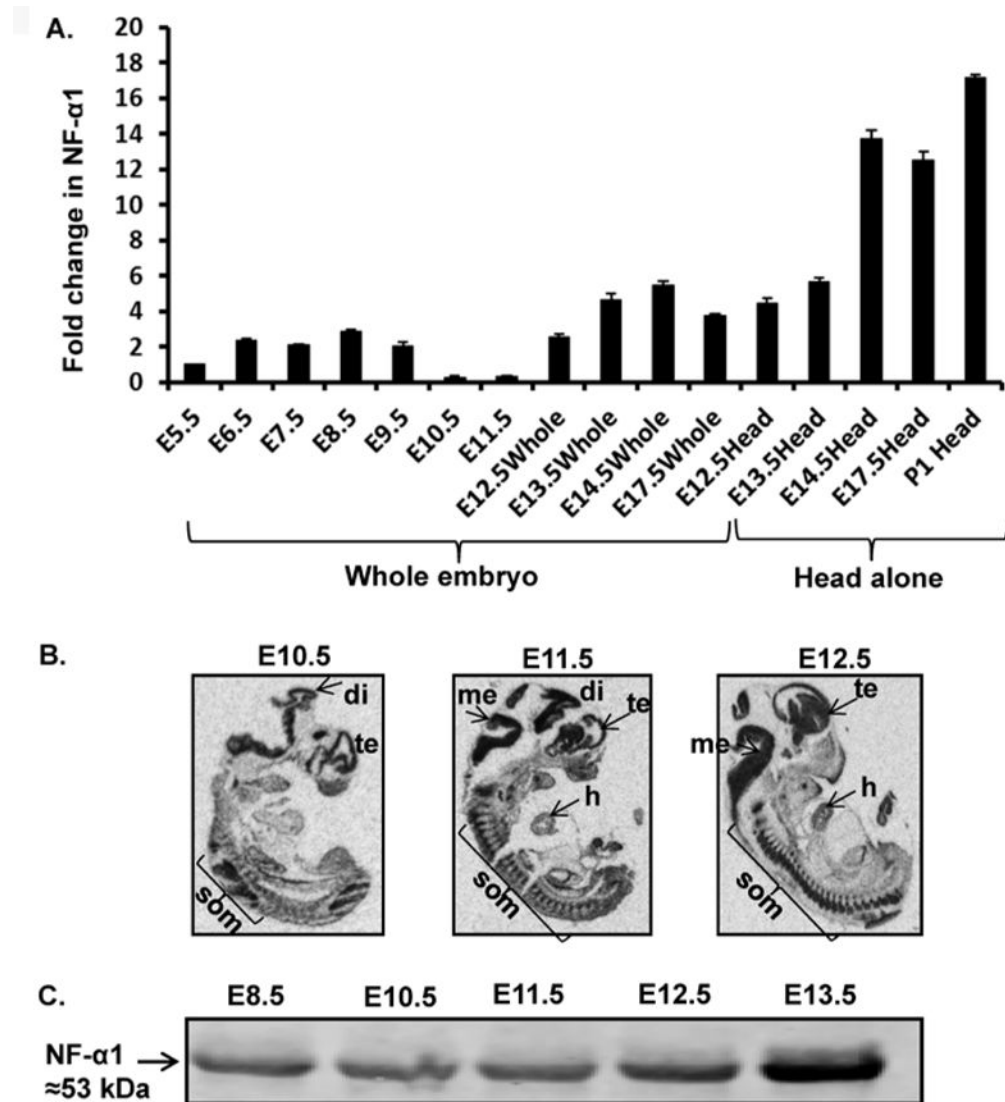 A.
Fold change in NF-α1
20
18
16
14
12
10
8
6
4
2
0
E5.5
E6.5
E7.5
E8.5
E9.5
E10.5
E11.5
E12.5Whole
E13.5Whole
E14.5Whole
E17.5Whole
E12.5Head
E13.5Head
E14.5Head
E17.5Head
P1 Head
Whole embryo
Head alone
B.
E10.5
di
te
som
E11.5
me
di
te
h
som
E12.5
te
me
h
som
C.
E8.5
E10.5
E11.5
E12.5
E13.5
NF-α1
≈53 kDa